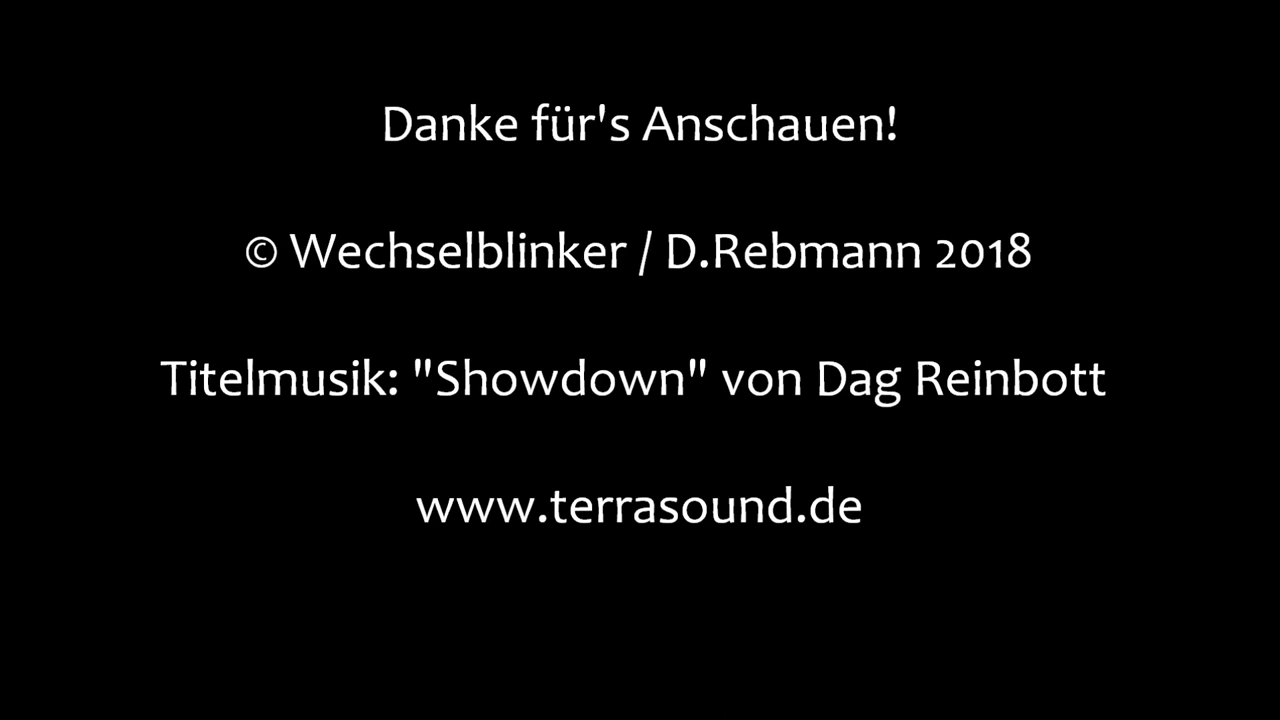 Danke für's Anschauen!
© Wechselblinker / D.Rebmann 2018
Titelmusik: "Showdown" von Dag Reinbott
www.terrasound.de